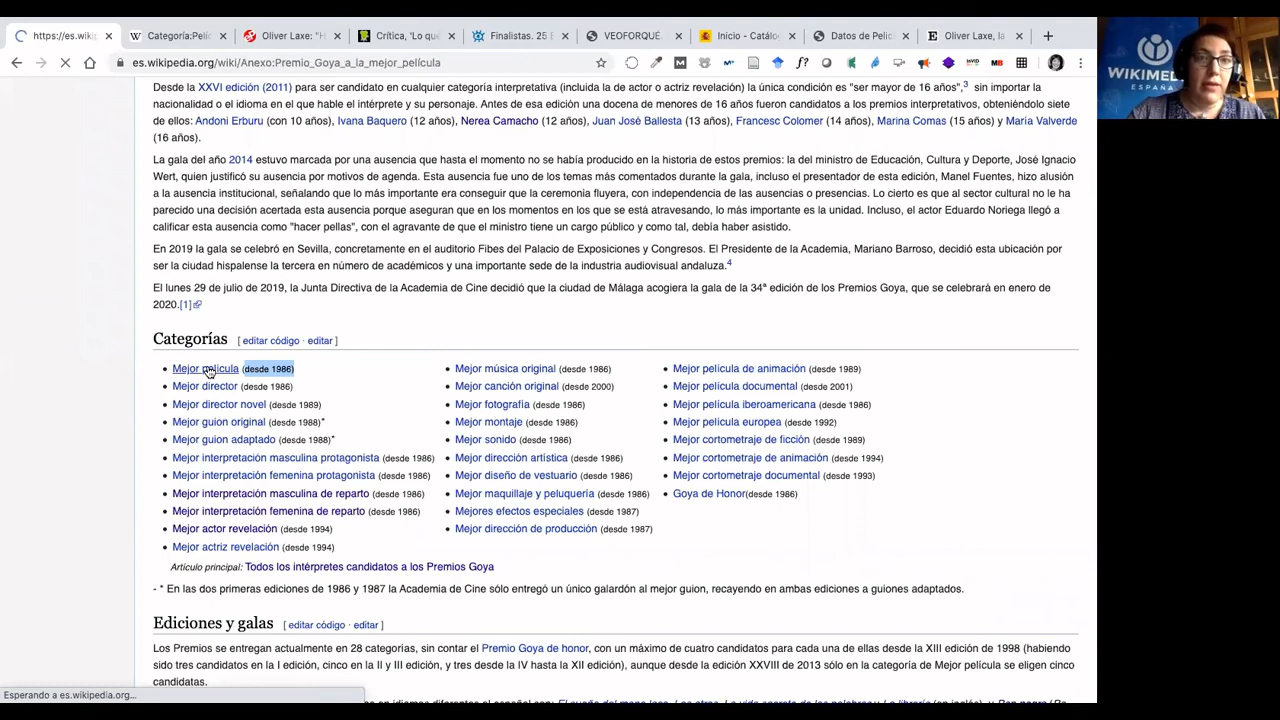 https://es.wikip
Categoría:Pelíc
Oliver Laxe: "H
Crítica, 'Lo que
Finalistas. 25 E
VEOFORQUÉ.
Inicio - Catálog
Datos de Pelíc
Oliver Laxe, la
es.wikipedia.org/wiki/Anexo:Premio_Goya_a_la_mejor_película
Desde la XXVI edición (2011) para ser candidato en cualquier categoría interpretativa (incluida la de actor o actriz revelación) la única condición es "ser mayor de 16 años",3 sin importar la
nacionalidad o el idioma en el que hable el intérprete y su personaje. Antes de esa edición una docena de menores de 16 años fueron candidatos a los premios interpretativos, obteniéndolo siete
de ellos: Andoni Erburu (con 10 años), Ivana Baquero (12 años), Nerea Camacho (12 años), Juan José Ballesta (13 años), Francesc Colomer (14 años), Marina Comas (15 años) y María Valverde
(16 años).
La gala del año 2014 estuvo marcada por una ausencia que hasta el momento no se había producido en la historia de estos premios: la del ministro de Educación, Cultura y Deporte, José Ignacio
Wert, quien justificó su ausencia por motivos de agenda. Esta ausencia fue uno de los temas más comentados durante la gala, incluso el presentador de esta edición, Manel Fuentes, hizo alusión
a la ausencia institucional, señalando que lo más importante era conseguir que la ceremonia fluyera, con independencia de las ausencias o presencias. Lo cierto es que al sector cultural no le ha
parecido una decisión acertada esta ausencia porque aseguran que en los momentos en los que se está atravesando, lo más importante es la unidad. Incluso, el actor Eduardo Noriega llegó a
calificar esta ausencia como "hacer pellas", con el agravante de que el ministro tiene un cargo público y como tal, debía haber asistido.
En 2019 la gala se celebró en Sevilla, concretamente en el auditorio Fibes del Palacio de Exposiciones y Congresos. El Presidente de la Academia, Mariano Barroso, decidió esta ubicación por
ser la ciudad hispalense la tercera en número de académicos y una importante sede de la industria audiovisual andaluza.4
El lunes 29 de julio de 2019, la Junta Directiva de la Academia de Cine decidió que la ciudad de Málaga acogiera la gala de la 34ª edición de los Premios Goya, que se celebrará en enero de
2020.[1]
Categorías [ editar código · editar ]
Mejor película (desde 1986)
Mejor director (desde 1986)
Mejor director novel (desde 1989)
Mejor guion original (desde 1988)*
Mejor guion adaptado (desde 1988)*
Mejor interpretación masculina protagonista (desde 1986)
Mejor interpretación femenina protagonista (desde 1986)
Mejor interpretación masculina de reparto (desde 1986)
Mejor interpretación femenina de reparto (desde 1986)
Mejor actor revelación (desde 1994)
Mejor actriz revelación (desde 1994)
Mejor música original (desde 1986)
Mejor canción original (desde 2000)
Mejor fotografía (desde 1986)
Mejor montaje (desde 1986)
Mejor sonido (desde 1986)
Mejor dirección artística (desde 1986)
Mejor diseño de vestuario (desde 1986)
Mejor maquillaje y peluquería (desde 1986)
Mejores efectos especiales (desde 1987)
Mejor dirección de producción (desde 1987)
Mejor película de animación (desde 1989)
Mejor película documental (desde 2001)
Mejor película iberoamericana (desde 1986)
Mejor película europea (desde 1992)
Mejor cortometraje de ficción (desde 1989)
Mejor cortometraje de animación (desde 1994)
Mejor cortometraje documental (desde 1993)
Goya de Honor(desde 1986)
Artículo principal: Todos los intérpretes candidatos a los Premios Goya
- * En las dos primeras ediciones de 1986 y 1987 la Academia de Cine sólo entregó un único galardón al mejor guion, recayendo en ambas ediciones a guiones adaptados.
Ediciones y galas [ editar código · editar ]
Los Premios se entregan actualmente en 28 categorías, sin contar el Premio Goya de honor, con un máximo de cuatro candidatos para cada una de ellas desde la XIII edición de 1998 (habiendo
sido tres candidatos en la I edición, cinco en la II y III edición, y tres desde la IV hasta la XII edición), aunque desde la edición XXVIII de 2013 sólo en la categoría de Mejor película se eligen cinco
candidatas.
Esperando a es.wikipedia.org...
WIKIMED
ESPAÑA